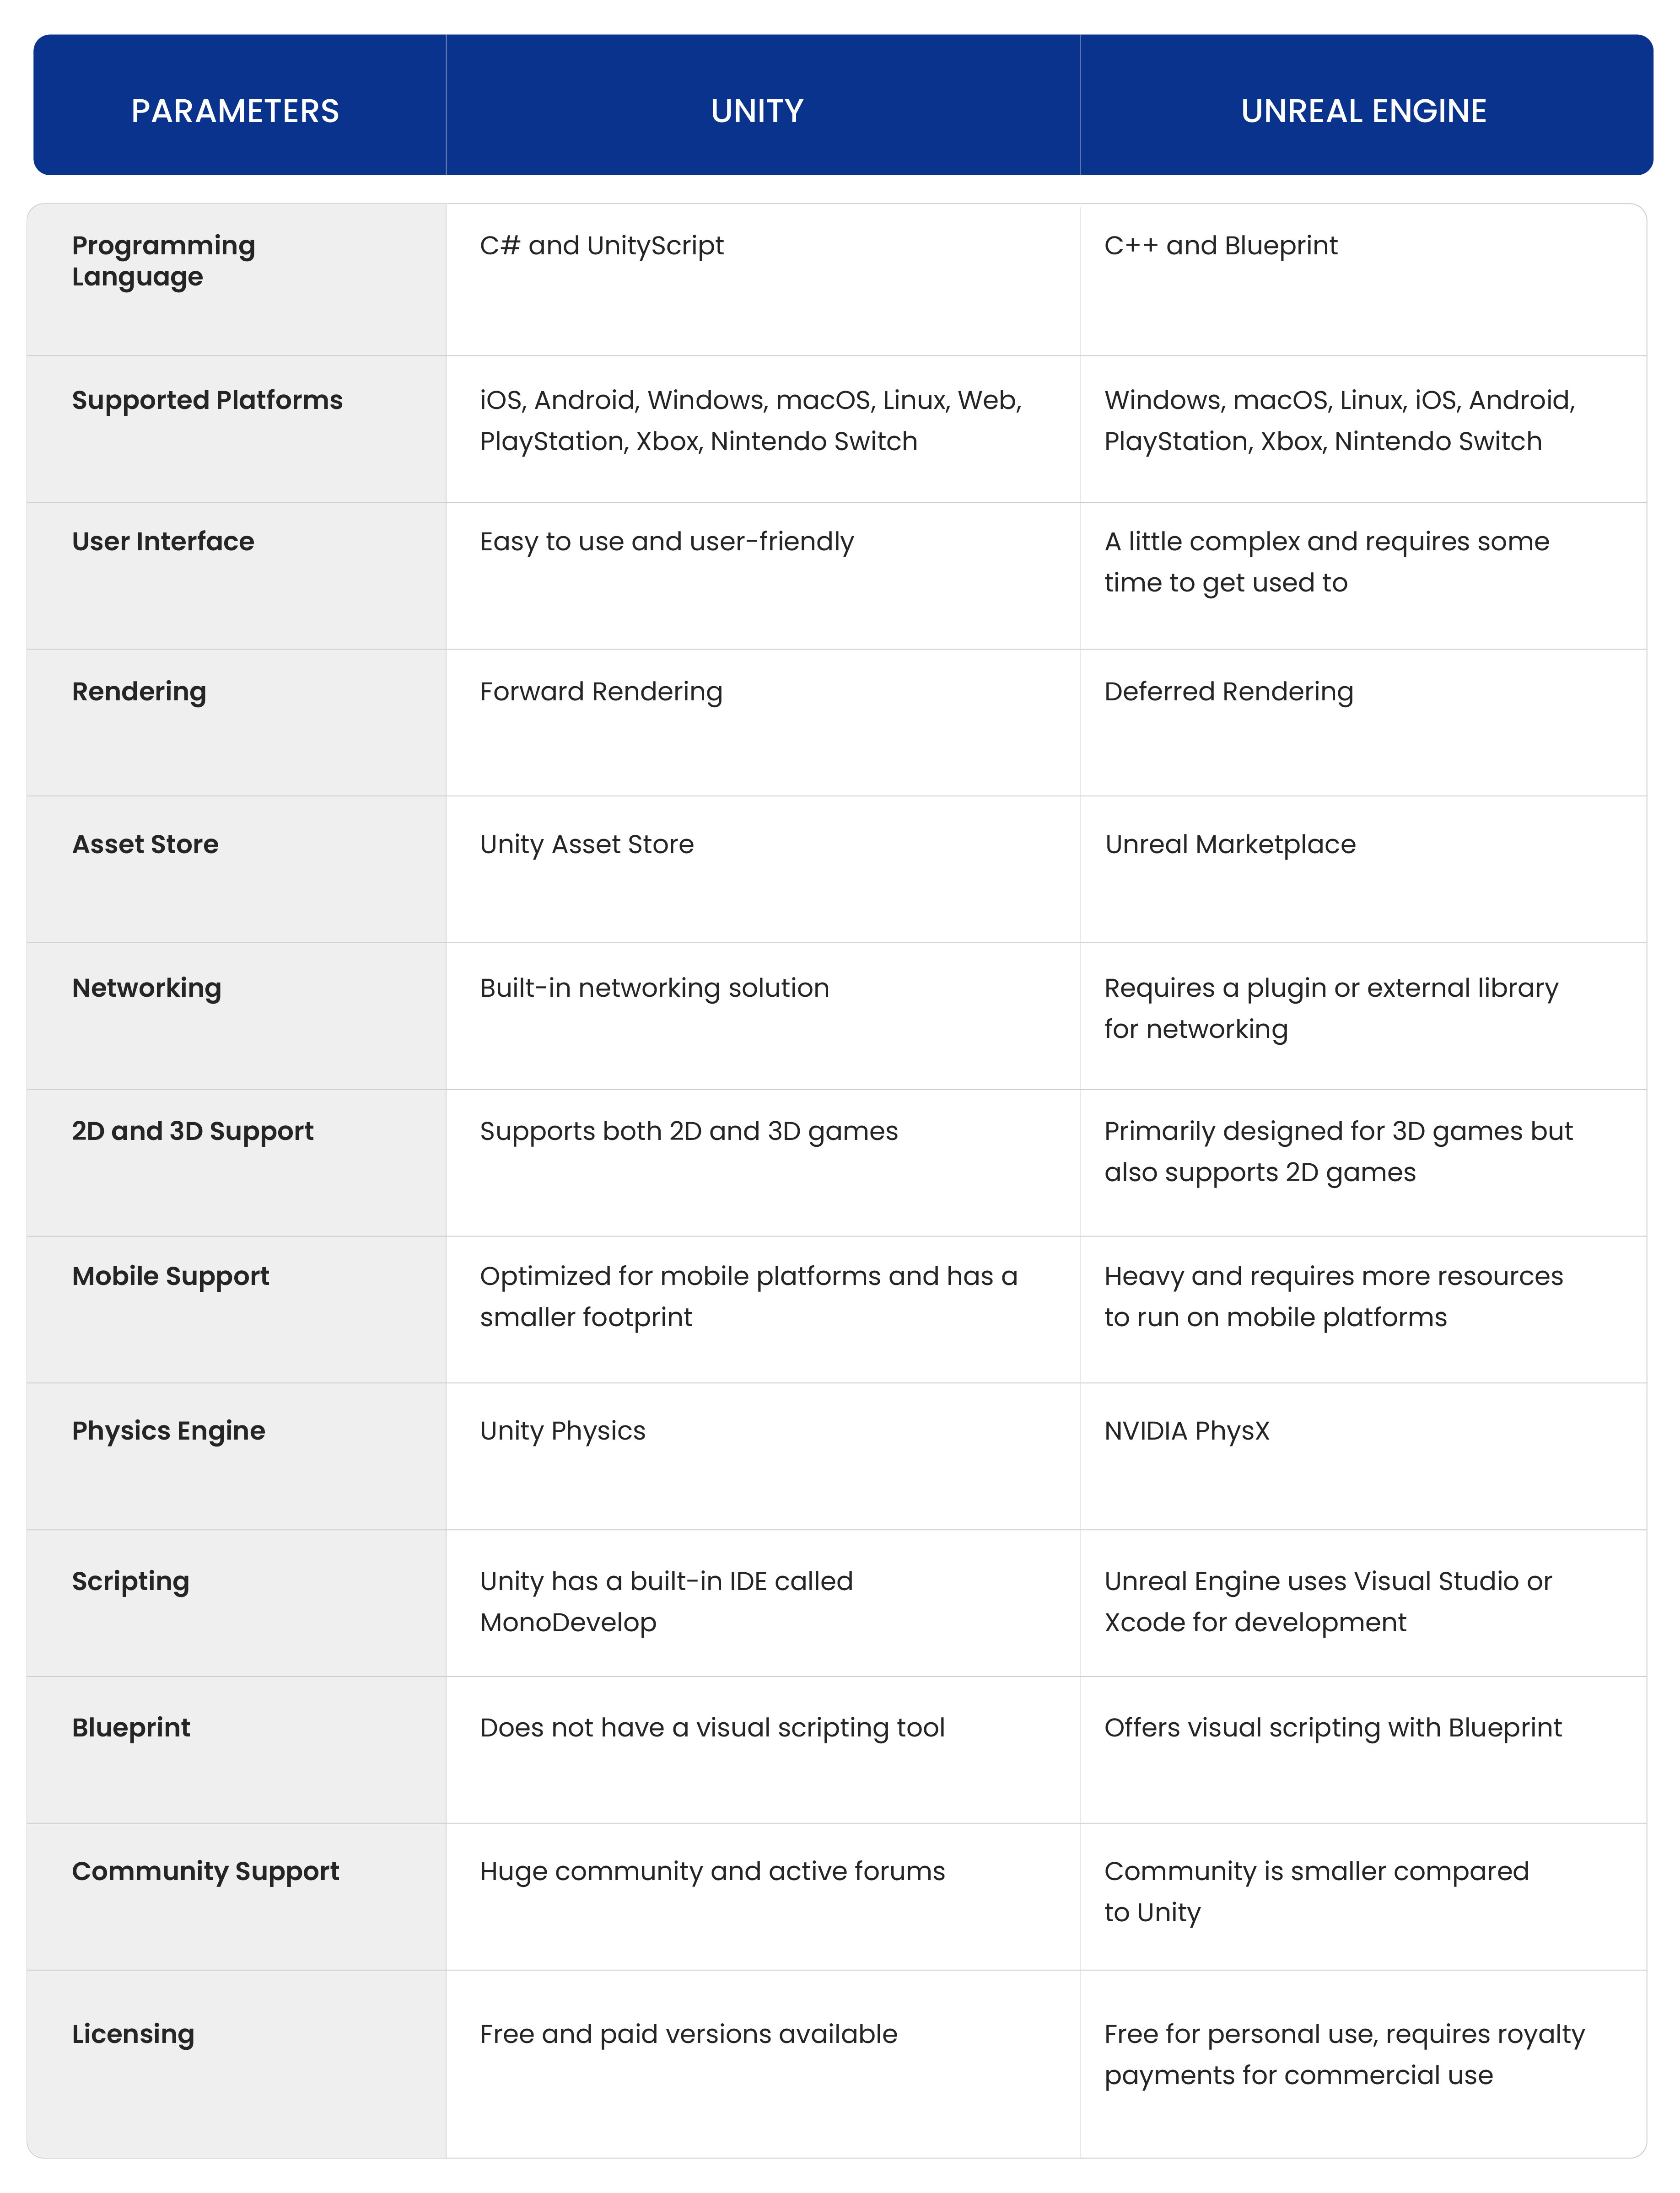 PARAMETERS UNITY UNREAL ENGINE
Programming
Language
C# and UnityScript
C++ and Blueprint
Supported Platforms
iOS, Android, Windows, macOS, Linux, Web,
PlayStation, Xbox, Nintendo Switch
Windows, macOS, Linux, iOS, Android,
PlayStation, Xbox, Nintendo Switch
User Interface
Easy to use and user-friendly
A little complex and requires some
time to get used to
Rendering
Forward Rendering
Deferred Rendering
Asset Store
Unity Asset Store
Unreal Marketplace
Networking
Built-in networking solution
Requires a plugin or external library
for networking
2D and 3D Support
Supports both 2D and 3D games
Primarily designed for 3D games but
also supports 2D games
Mobile Support
Optimized for mobile platforms and has a
smaller footprint
Heavy and requires more resources
to run on mobile platforms
Physics Engine
Unity Physics
NVIDIA PhysX
Scripting
Unity has a built-in IDE called
MonoDevelop
Unreal Engine uses Visual Studio or
Xcode for development
Blueprint
Does not have a visual scripting tool
Offers visual scripting with Blueprint
Community Support
Huge community and active forums
Community is smaller compared
to Unity
Licensing
Free and paid versions available
Free for personal use, requires royalty
payments for commercial use